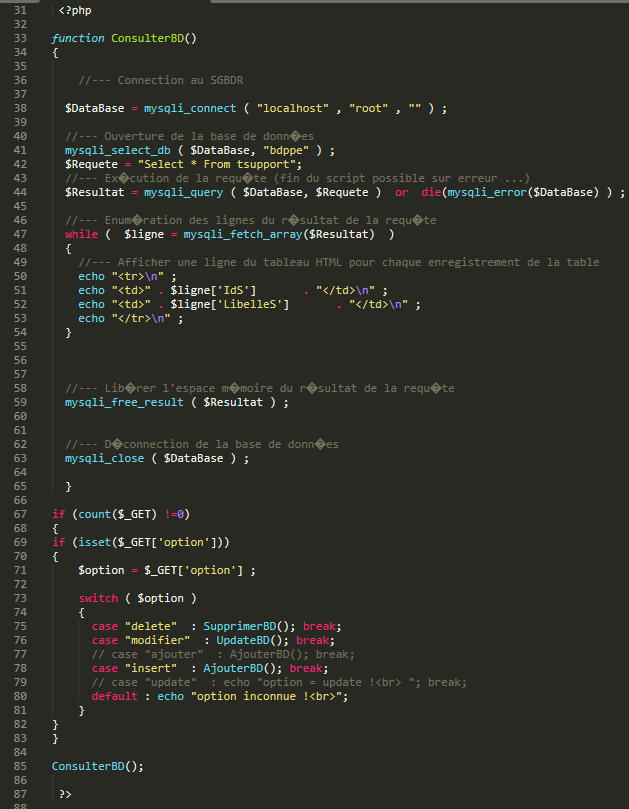 31 <?php
32
33 function ConsulterBD()
34 {
35
36 //--- Connection au SGBDR
37
38 $DataBase = mysqli_connect ( "localhost" , "root" , "" ) ;
39
40 //--- Ouverture de la base de donn�es
41 mysqli_select_db ( $DataBase, "bdppe" ) ;
42 $Requete = "Select * From tsupport";
43 //--- Ex�cution de la requ�te (fin du script possible sur erreur ...)
44 $Resultat = mysqli_query ( $DataBase, $Requete ) or die(mysqli_error($DataBase) ) ;
45
46 //--- Enum�ration des lignes du r�sultat de la requ�te
47 while ( $ligne = mysqli_fetch_array($Resultat) )
48 {
49 //--- Afficher une ligne du tableau HTML pour chaque enregistrement de la table
50 echo "<tr>\n" ;
51 echo "<td>" . $ligne['IdS'] . "</td>\n" ;
52 echo "<td>" . $ligne['LibelleS'] . "</td>\n" ;
53 echo "</tr>\n" ;
54 }
55
56
57
58 //--- Lib�rer l'espace m�moire du r�sultat de la requ�te
59 mysqli_free_result ( $Resultat ) ;
60
61
62 //--- D�connection de la base de donn�es
63 mysqli_close ( $DataBase ) ;
64
65 }
66
67 if (count($_GET) !=0)
68 {
69 if (isset($_GET['option']))
70 {
71 $option = $_GET['option'] ;
72
73 switch ( $option )
74 {
75 case "delete" : SupprimerBD(); break;
76 case "modifier" : UpdateBD(); break;
77 // case "ajouter" : AjouterBD(); break;
78 case "insert" : AjouterBD(); break;
79 // case "update" : echo "option = update !<br> "; break;
80 default : echo "option inconnue !<br>";
81 }
82 }
83 }
84
85 ConsulterBD();
86
87 ?>
88